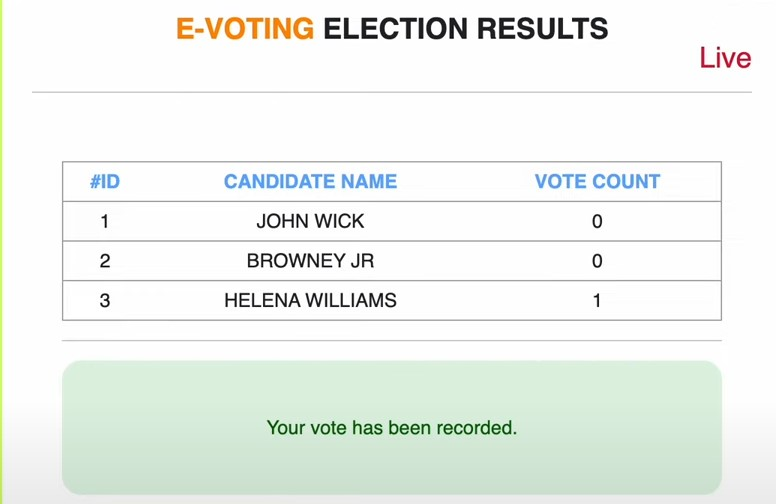 E-VOTING ELECTION RESULTS
Live
#ID CANDIDATE NAME VOTE COUNT
1 JOHN WICK 0
2 BROWNEY JR 0
3 HELENA WILLIAMS 1
Your vote has been recorded.